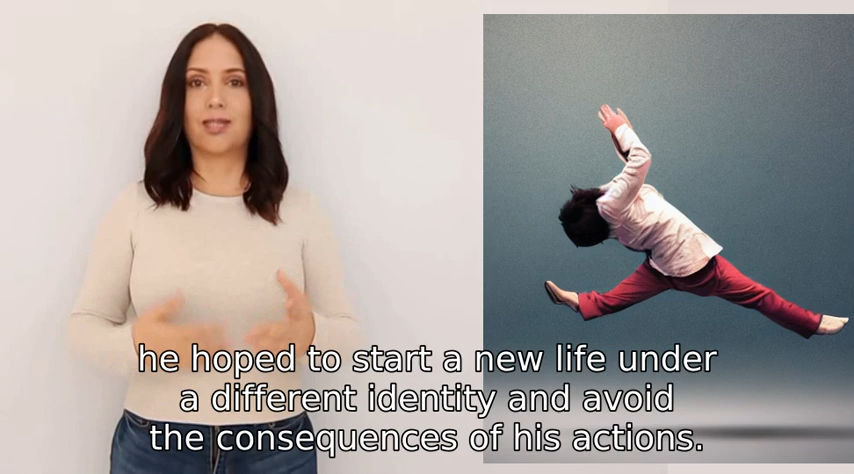 he hoped to start a new life under
a different identity and avoid
the consequences of his actions.